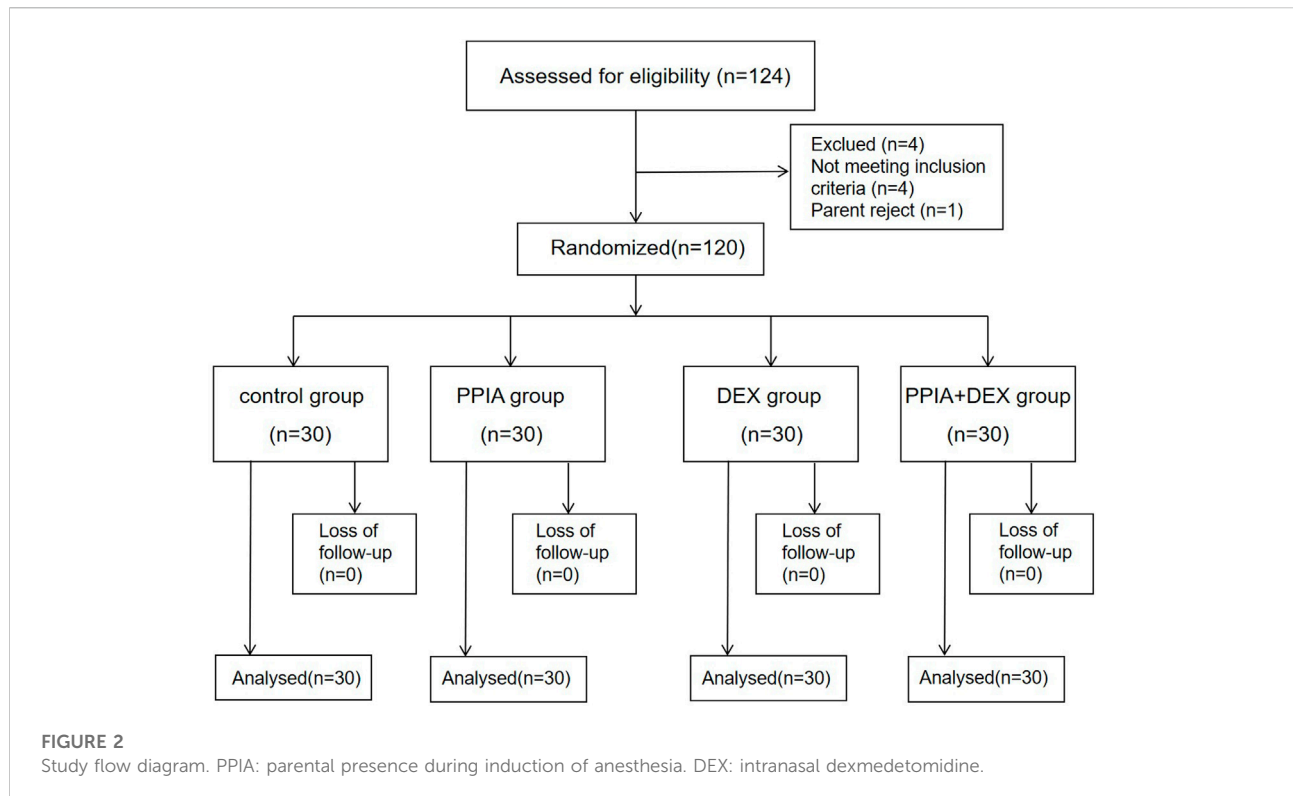 Assessed for eligibility (n=124)
Exclued (n=4)
Not meeting inclusion
criteria (n=4)
Parent reject (n=1)
Randomized(n=120)
control group
(n=30)
PPIA group
(n=30)
DEX group
(n=30)
PPIA+DEX group
(n=30)
Loss of
follow-up
(n=0)
Loss of
follow-up
(n=0)
Loss of
follow-up
(n=0)
Loss of
follow-up
(n=0)
Analysed(n=30)
Analysed(n=30)
Analysed(n=30)
Analysed(n=30)
FIGURE 2
Study flow diagram. PPIA: parental presence during induction of anesthesia. DEX: intranasal dexmedetomidine.